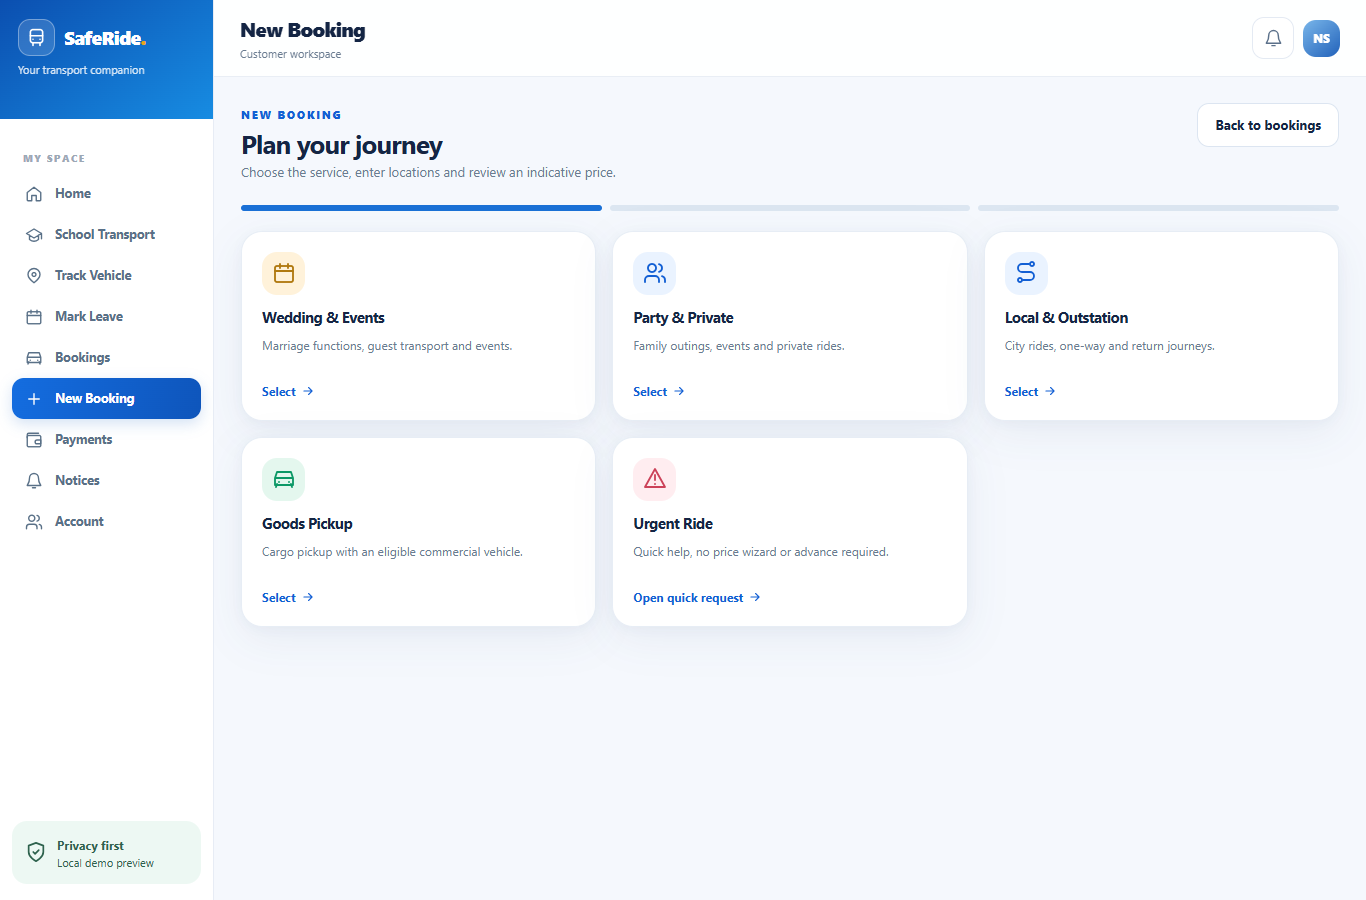 SafeRide.
Your transport companion
MY SPACE
Home
School Transport
Track Vehicle
Mark Leave
Bookings
New Booking
Payments
Notices
Account
Privacy first
Local demo preview
New Booking
Customer workspace
NS
NEW BOOKING
Plan your journey
Choose the service, enter locations and review an indicative price.
Back to bookings
Wedding & Events
Marriage functions, guest transport and events.
Select →
Party & Private
Family outings, events and private rides.
Select →
Local & Outstation
City rides, one-way and return journeys.
Select →
Goods Pickup
Cargo pickup with an eligible commercial vehicle.
Select →
Urgent Ride
Quick help, no price wizard or advance required.
Open quick request →